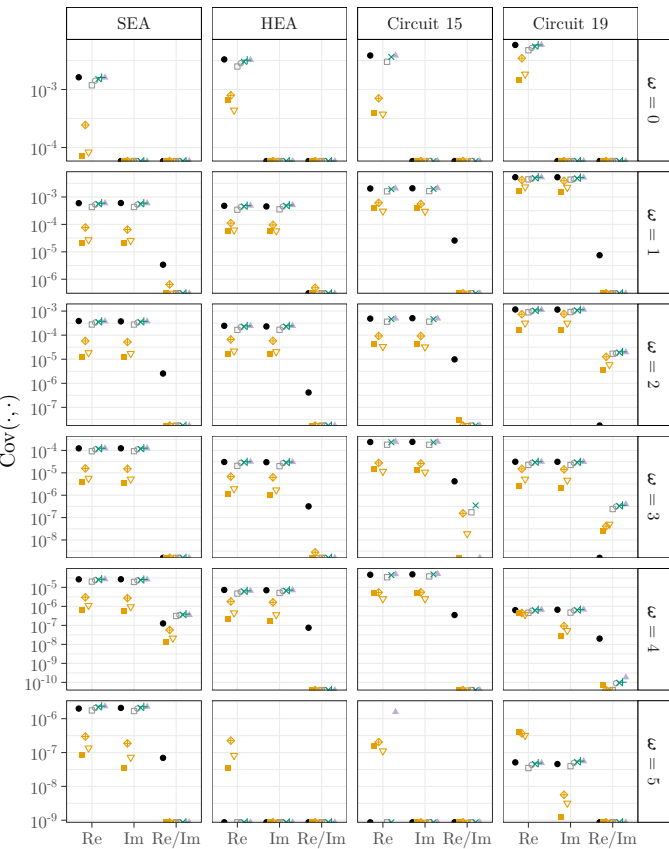 SEA HEA Circuit 15 Circuit 19
10⁻³
10⁻⁴
ω = 0
10⁻³
10⁻⁴
10⁻⁵
10⁻⁶
ω = 1
10⁻³
10⁻⁴
10⁻⁵
10⁻⁶
10⁻⁷
ω = 2
Cov(·, ·)
10⁻⁴
10⁻⁵
10⁻⁶
10⁻⁷
10⁻⁸
ω = 3
10⁻⁵
10⁻⁶
10⁻⁷
10⁻⁸
10⁻⁹
10⁻¹⁰
ω = 4
10⁻⁶
10⁻⁷
10⁻⁸
10⁻⁹
ω = 5
Re Im Re/Im Re Im Re/Im Re Im Re/Im Re Im Re/Im